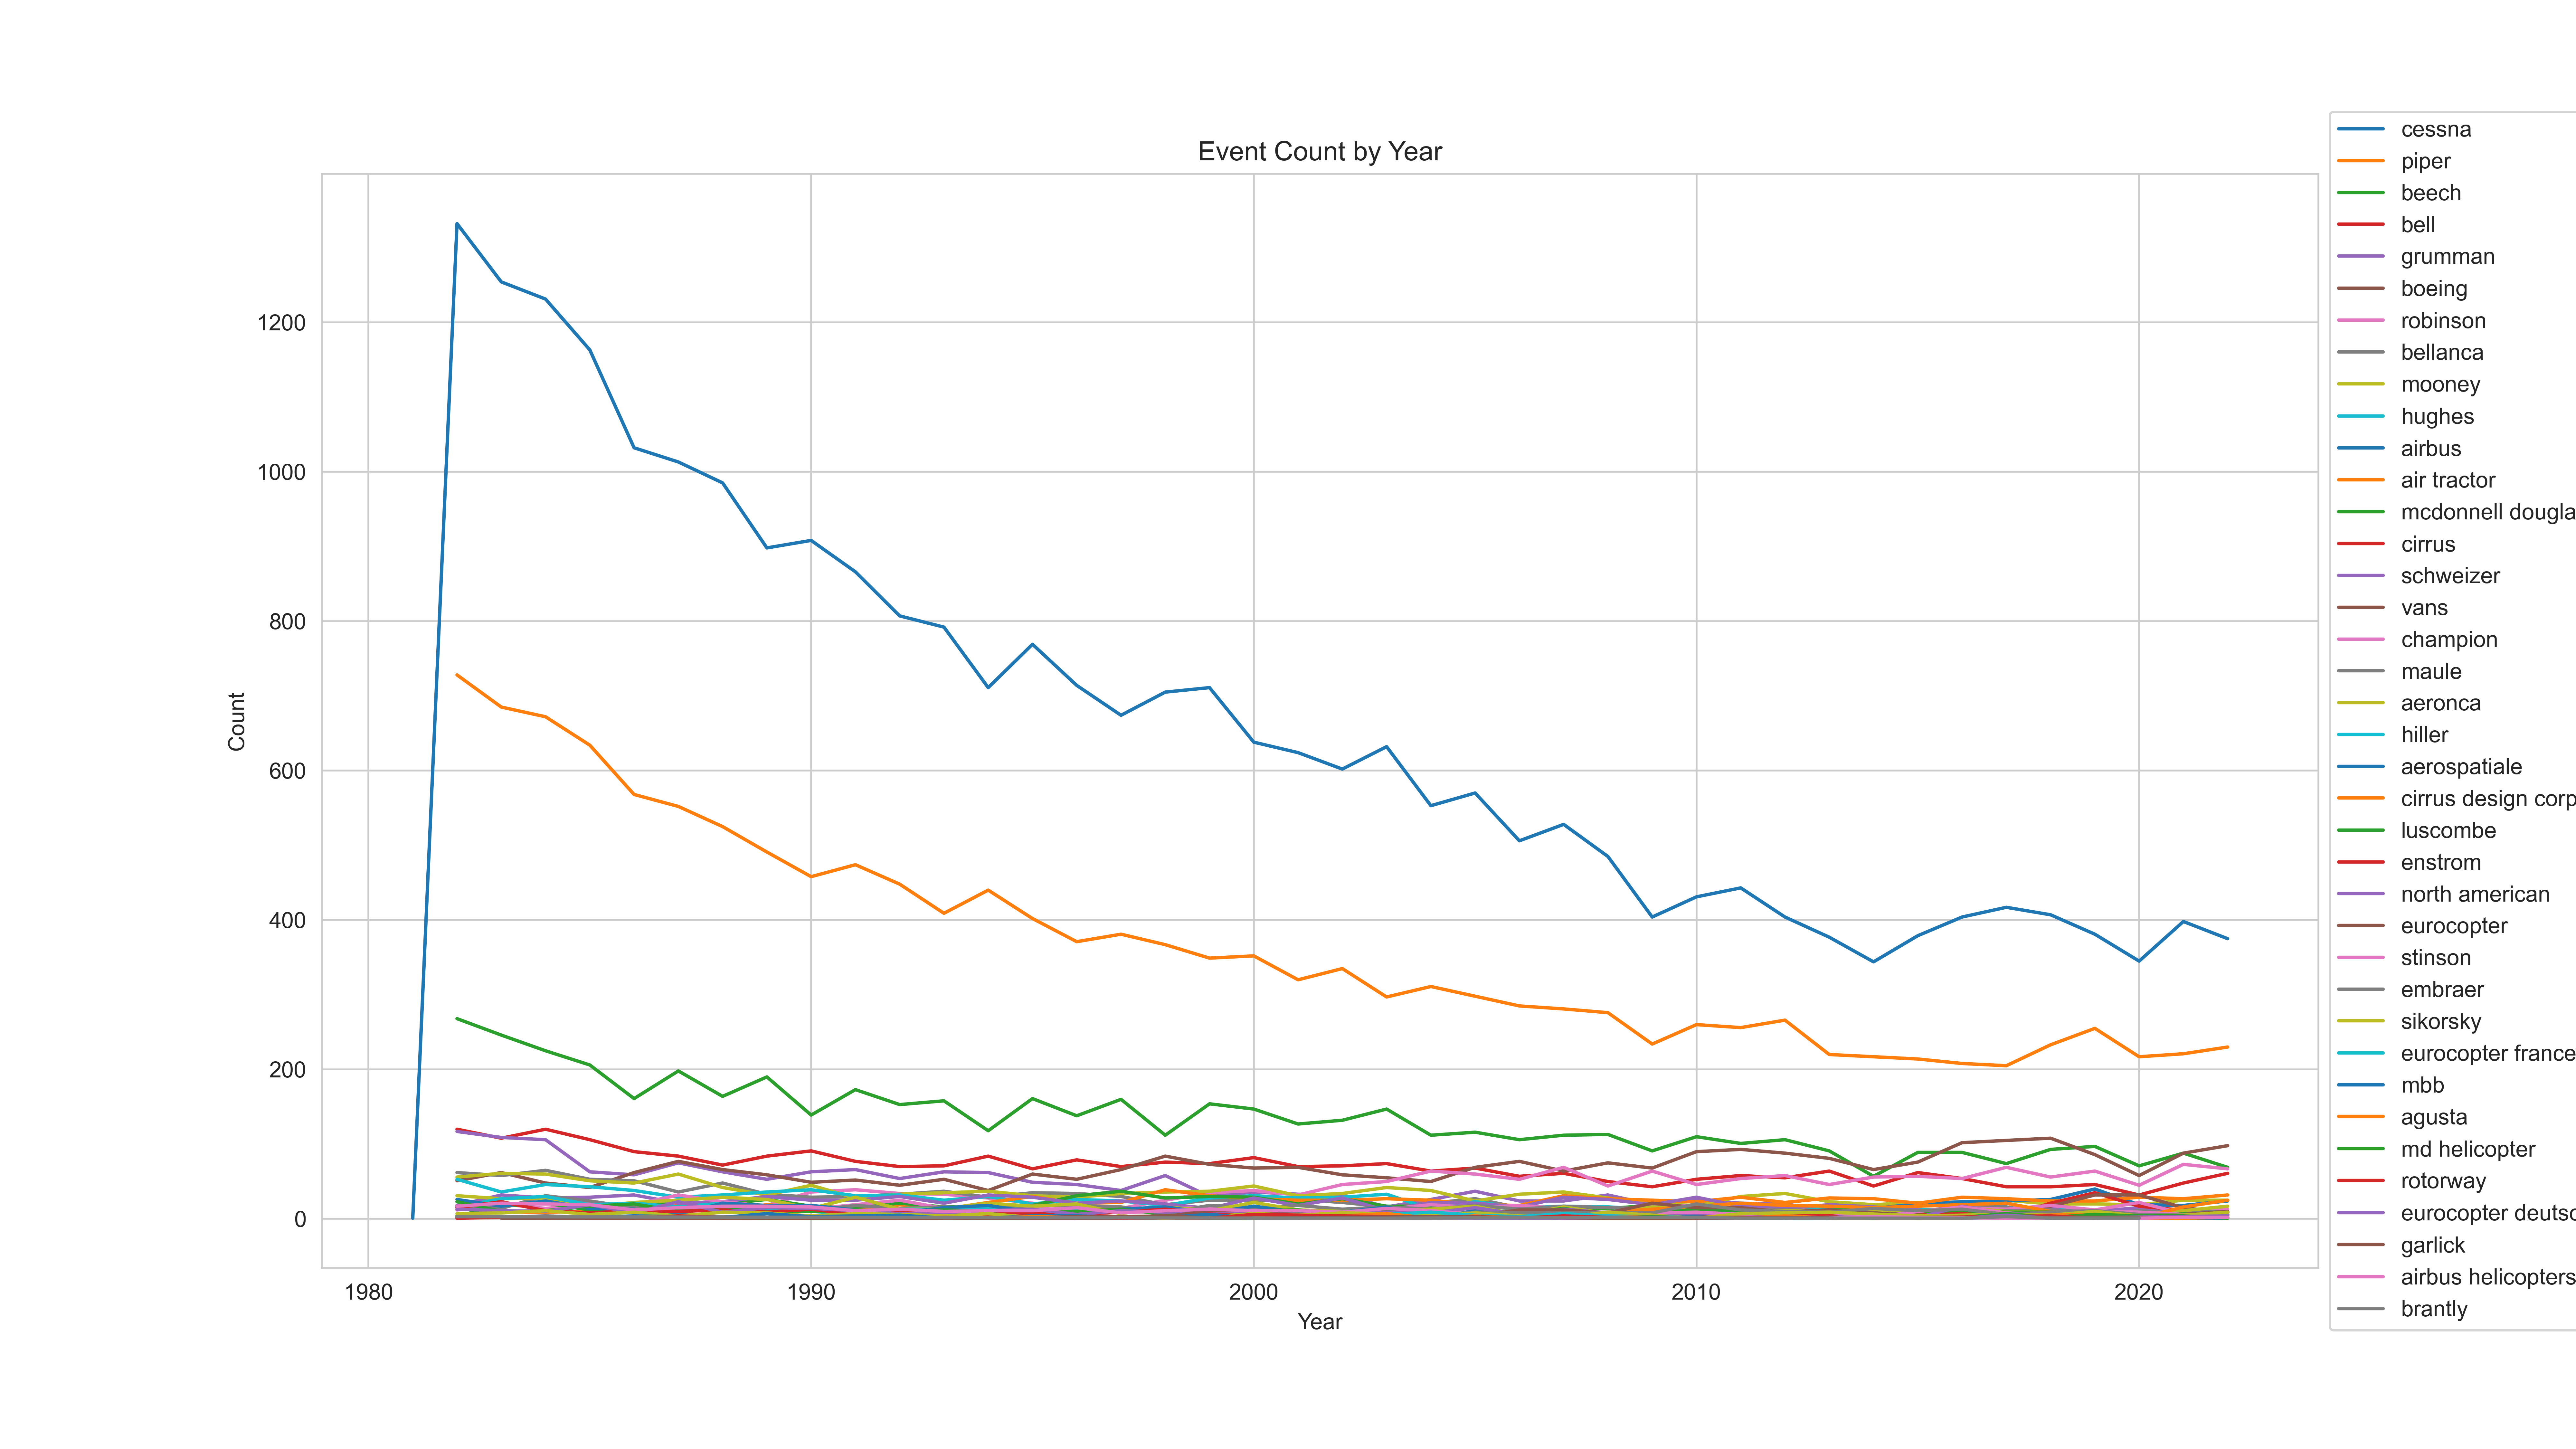 Event Count by Year
Count
1200
1000
800
600
400
200
0
1980
1990
2000
2010
2020
Year
cessna
piper
beech
bell
grumman
boeing
robinson
bellanca
mooney
hughes
airbus
air tractor
mcdonnell dougla
cirrus
schweizer
vans
champion
maule
aeronca
hiller
aerospatiale
cirrus design corp
luscombe
enstrom
north american
eurocopter
stinson
embraer
sikorsky
eurocopter france
mbb
agusta
md helicopter
rotorway
eurocopter deutsc
garlick
airbus helicopters
brantly